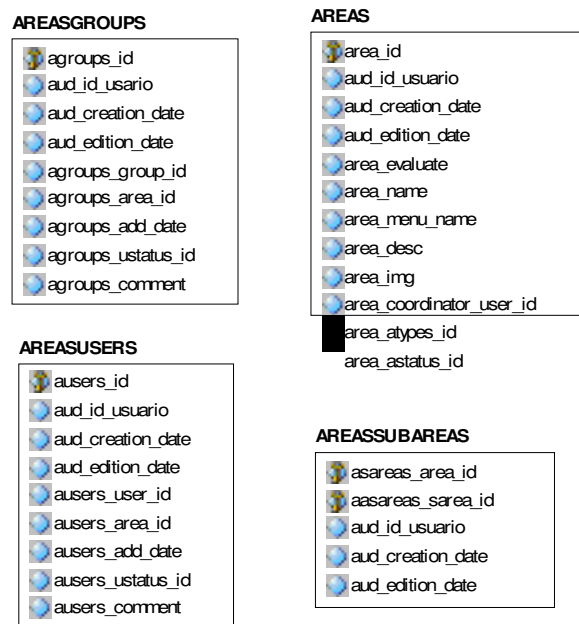 AREASGROUPS
agroups_id
aud_id_usario
aud_creation_date
aud_edition_date
agroups_group_id
agroups_area_id
agroups_add_date
agroups_ustatus_id
agroups_comment
AREAS
area_id
aud_id_usuario
aud_creation_date
aud_edition_date
area_evaluate
area_name
area_menu_name
area_desc
area_img
area_coordinator_user_id
area_atypes_id
area_astatus_id
AREASUSERS
ausers_id
aud_id_usuario
aud_creation_date
aud_edition_date
ausers_user_id
ausers_area_id
ausers_add_date
ausers_ustatus_id
ausers_comment
AREASSUBAREAS
asareas_area_id
aasareas_sarea_id
aud_id_usuario
aud_creation_date
aud_edition_date